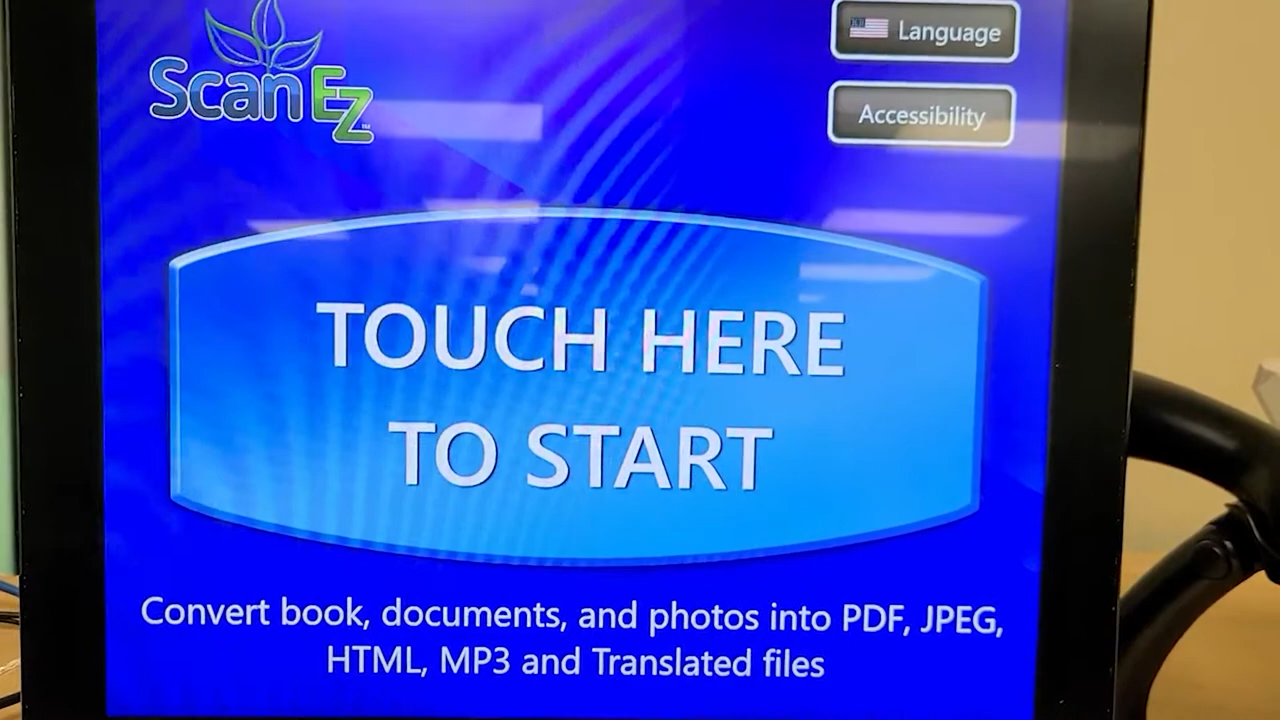 ScanEZ
Language
Accessibility
TOUCH HERE
TO START
Convert book, documents, and photos into PDF, JPEG,
HTML, MP3 and Translated files